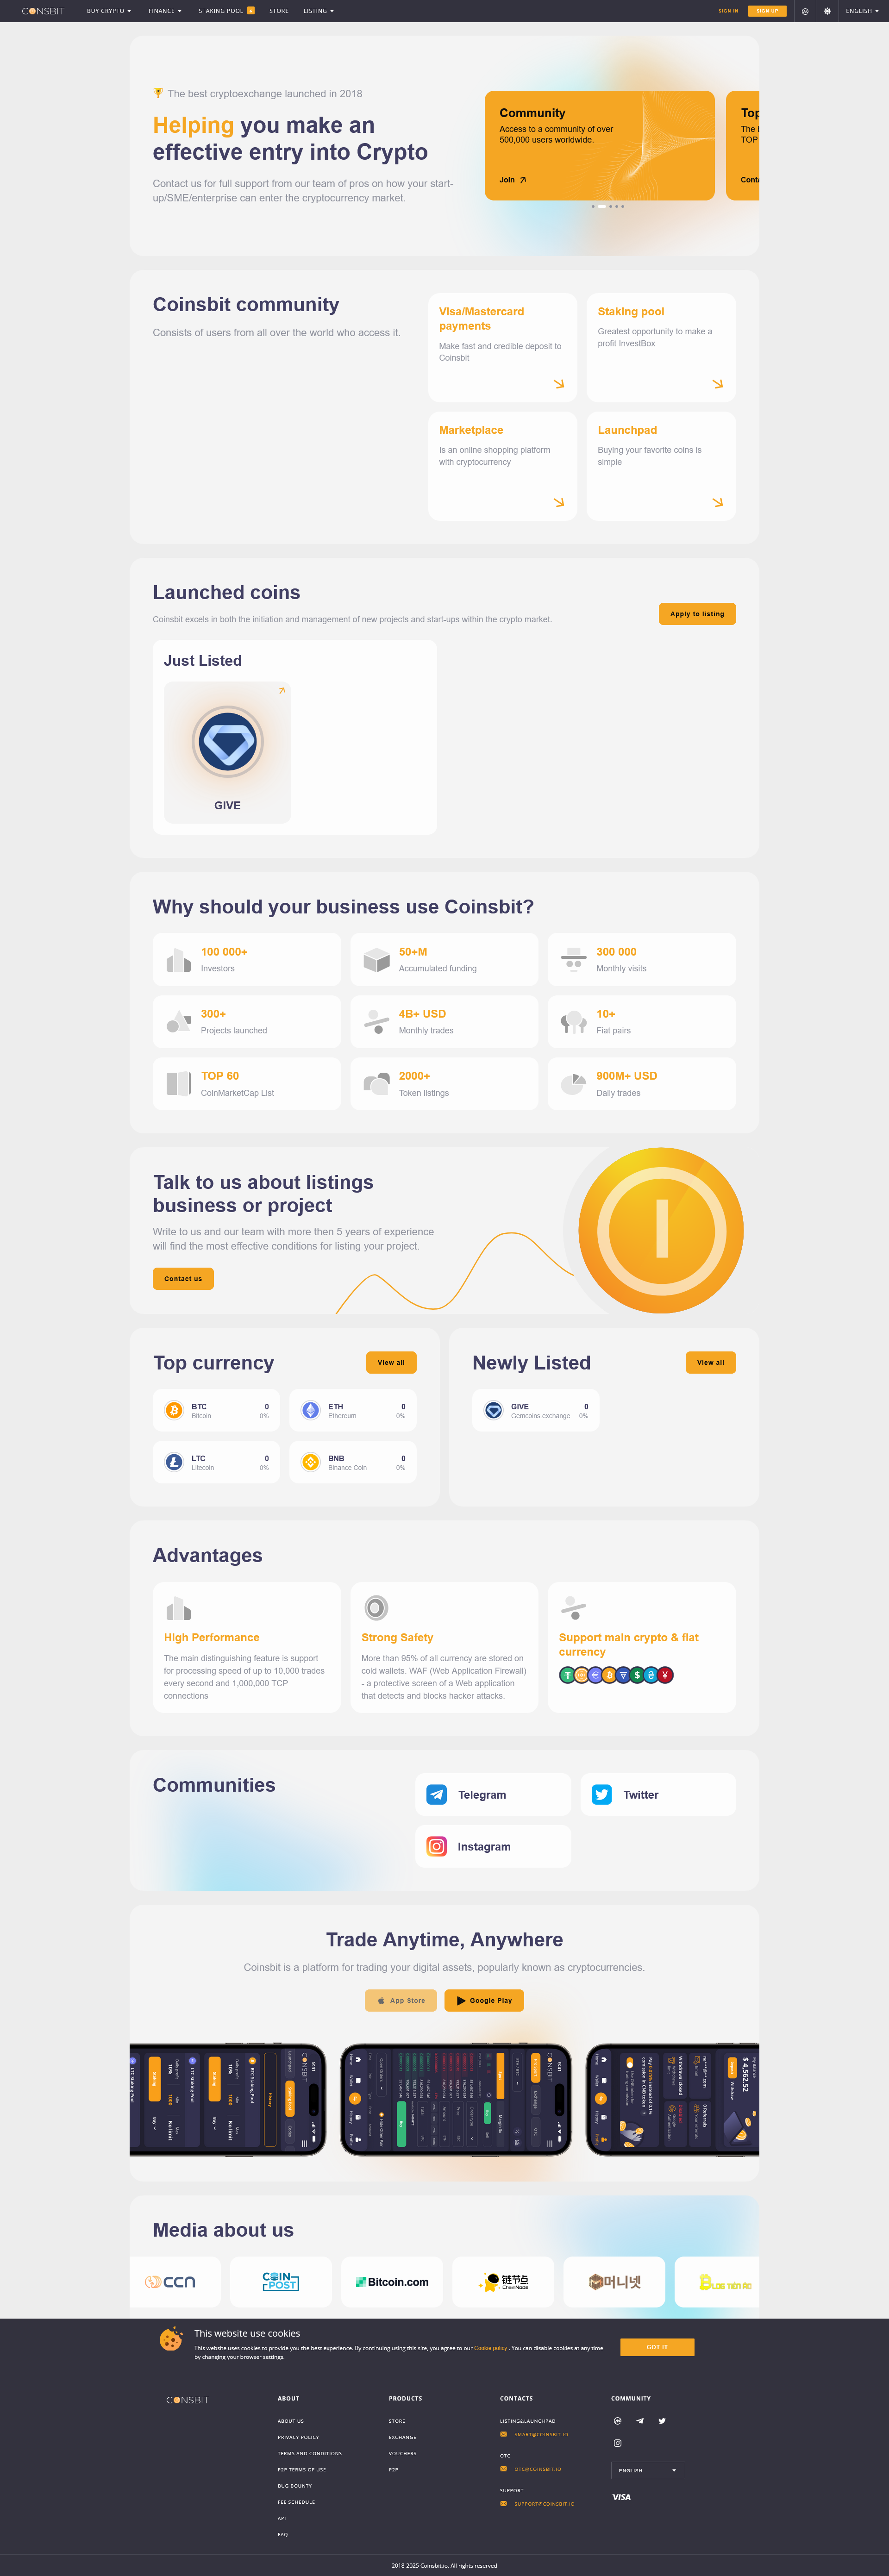 CONSBIT
BUY CRYPTO
FINANCE
STAKING POOL
STORE
LISTING
SIGN IN
SIGN UP
ENGLISH
The best cryptoexchange launched in 2018
Helping you make an
effective entry into Crypto
Contact us for full support from our team of pros on how your start-
up/SME/enterprise can enter the cryptocurrency market.
Community
Access to a community of over
500,000 users worldwide.
Join
TOP
Coinsbit community
Consists of users from all over the world who access it.
Visa/Mastercard
payments
Make fast and credible deposit to
Coinsbit
Staking pool
Greatest opportunity to make a
profit InvestBox
Marketplace
Is an online shopping platform
with cryptocurrency
Launchpad
Buying your favorite coins is
simple
Launched coins
Coinsbit excels in both the initiation and management of new projects and start-ups within the crypto market.
Apply to listing
Just Listed
GIVE
Why should your business use Coinsbit?
100 000+
Investors
50+M
Accumulated funding
300 000
Monthly visits
300+
Projects launched
4B+ USD
Monthly trades
10+
Fiat pairs
TOP 60
CoinMarketCap List
2000+
Token listings
900M+ USD
Daily trades
Talk to us about listings
business or project
Write to us and our team with more then 5 years of experience
will find the most effective conditions for listing your project.
Contact us
Top currency
View all
BTC 0
Bitcoin 0%
ETH 0
Ethereum 0%
LTC 0
Litecoin 0%
BNB 0
Binance Coin 0%
Newly Listed
View all
GIVE 0
Gemcoins.exchange 0%
Advantages
High Performance
The main distinguishing feature is support
for processing speed of up to 10,000 trades
every second and 1,000,000 TCP
connections
Strong Safety
More than 95% of all currency are stored on
cold wallets. WAF (Web Application Firewall)
- a protective screen of a Web application
that detects and blocks hacker attacks.
Support main crypto & fiat
currency
Communities
Telegram
Twitter
Instagram
Trade Anytime, Anywhere
Coinsbit is a platform for trading your digital assets, popularly known as cryptocurrencies.
App Store
Google Play
Media about us
CCN
COIN
POST
Bitcoin.com
链节点
ChainNode
머니넷
This website use cookies
This website uses cookies to provide you the best experience. By continuing using this site, you agree to our Cookie policy . You can disable cookies at any time
by changing your browser settings.
GOT IT
CONSBIT
ABOUT
ABOUT US
PRIVACY POLICY
TERMS AND CONDITIONS
P2P TERMS OF USE
BUG BOUNTY
FEE SCHEDULE
API
FAQ
PRODUCTS
STORE
EXCHANGE
VOUCHERS
P2P
CONTACTS
LISTING&LAUNCHPAD
SMART@COINSBIT.IO
OTC
OTC@COINSBIT.IO
SUPPORT
SUPPORT@COINSBIT.IO
COMMUNITY
ENGLISH
VISA
2018-2025 Coinsbit.io. All rights reserved